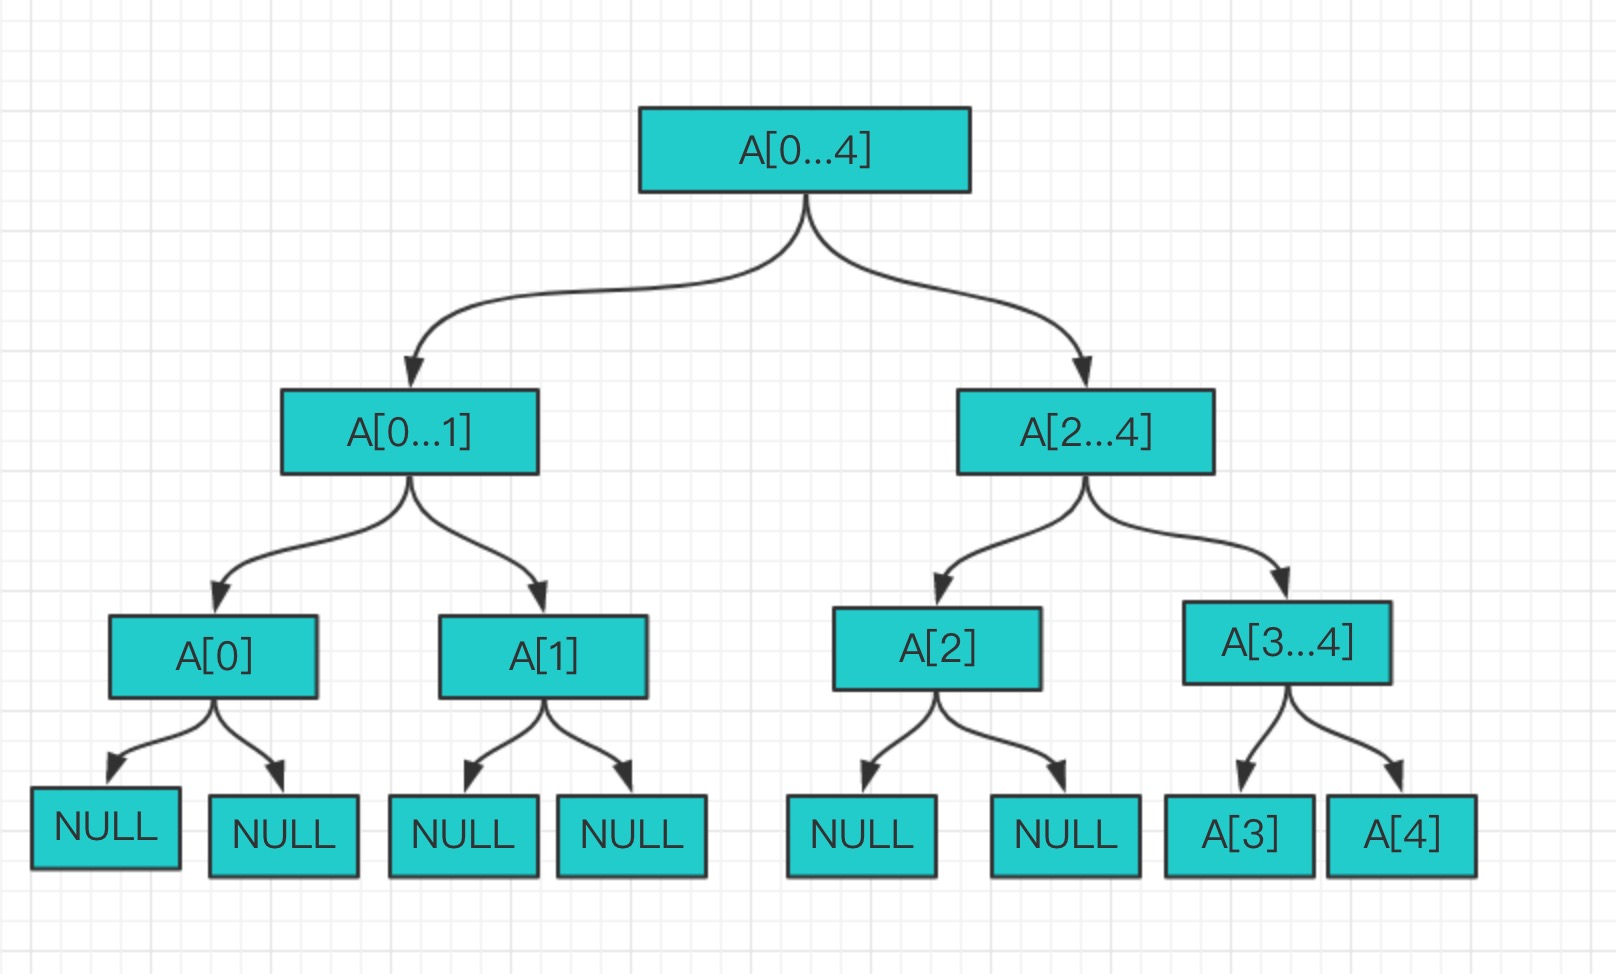 A[0...4]
A[0...1]
A[2...4]
A[0]
A[1]
A[2]
A[3...4]
NULL
NULL
NULL
NULL
NULL
NULL
A[3]
A[4]